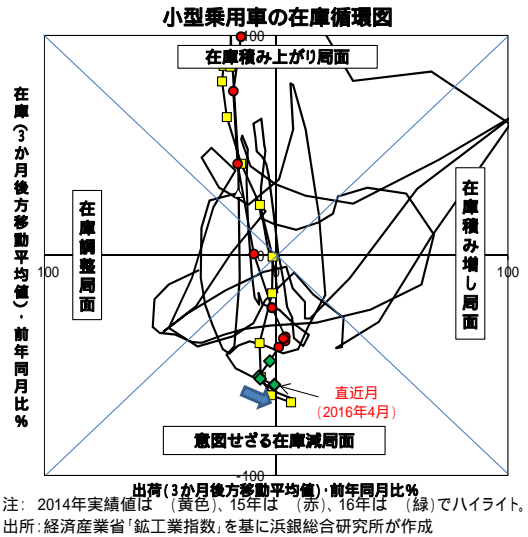 小型乗用車の在庫循環図
100
在庫積み上がり局面
在庫(3か月後方移動平均値)・前年同月比%
在庫調整局面
在庫積み増し局面
100
0
100
直近月
(2016年4月)
意図せざる在庫減局面
-100
出荷(3か月後方移動平均値)・前年同月比%
注: 2014年実績値は (黄色)、15年は (赤)、16年は (緑)でハイライト。
出所:経済産業省「鉱工業指数」を基に浜銀総合研究所が作成